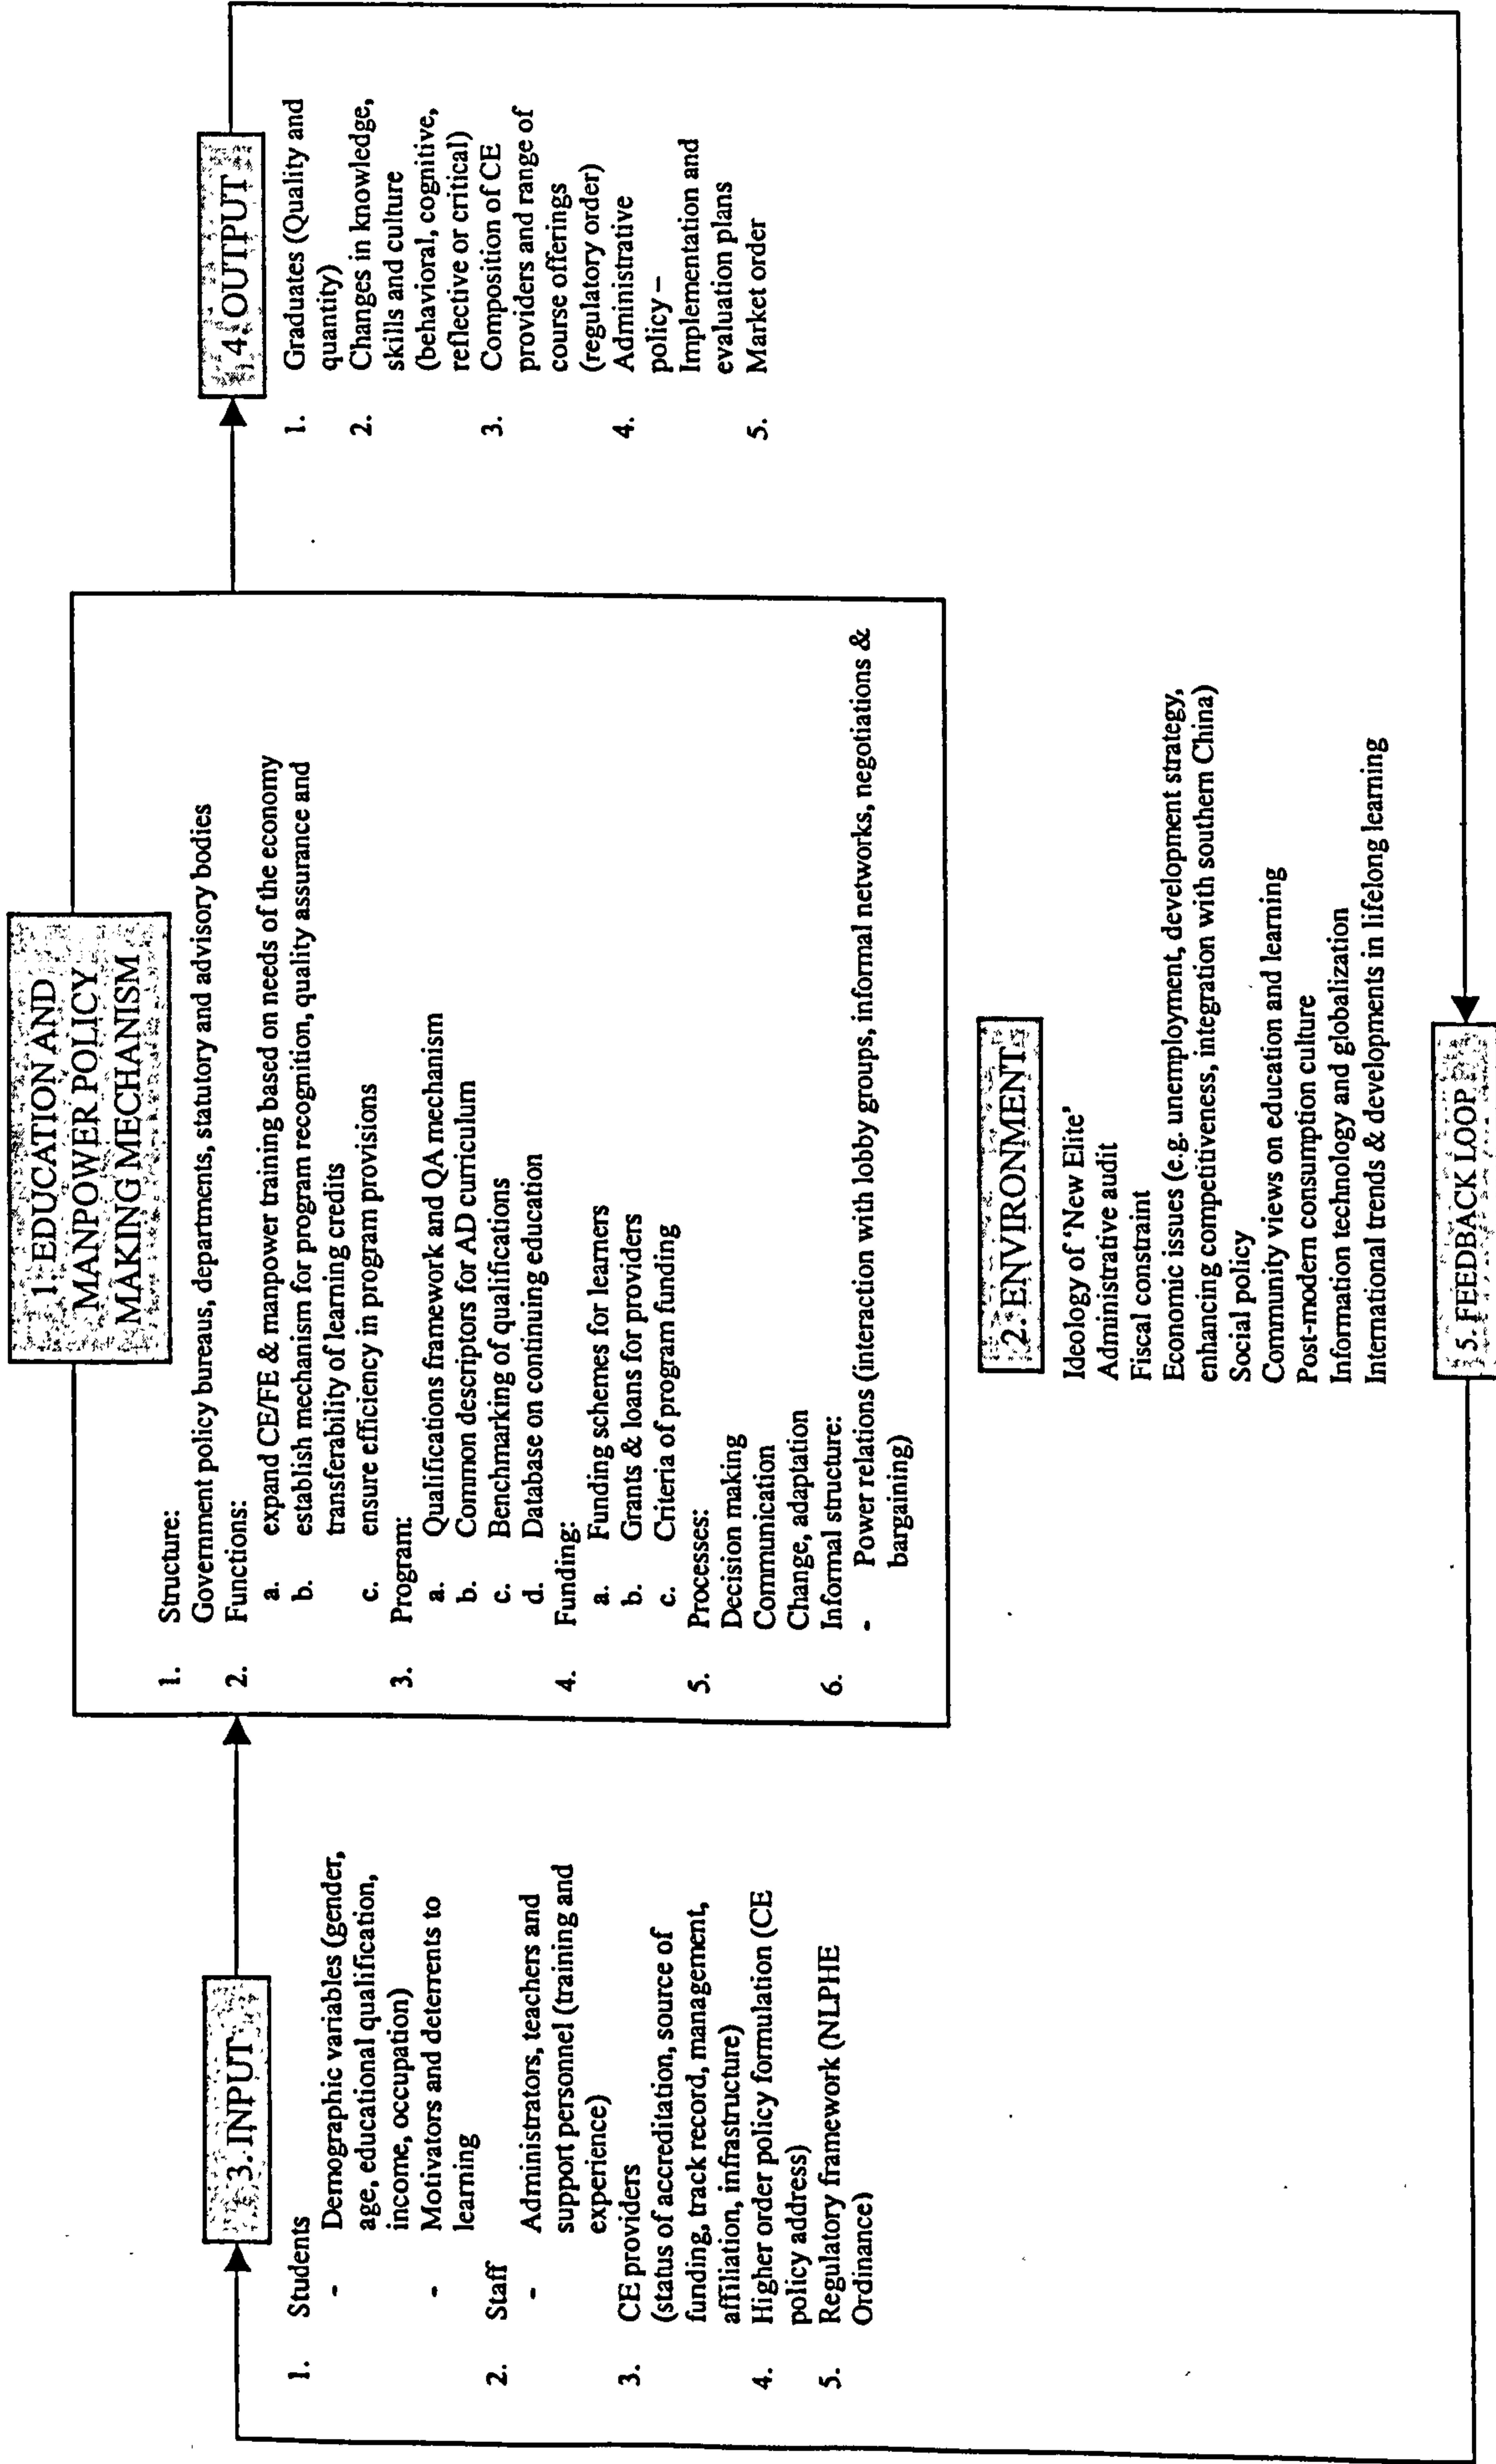 1. EDUCATION AND
MANPOWER POLICY
MAKING MECHANISM
1. Structure:
Government policy bureaus, departments, statutory and advisory bodies
2. Functions:
a. expand CE/FE & manpower training based on needs of the economy
b. establish mechanism for program recognition, quality assurance and
transferability of learning credits
c. ensure efficiency in program provisions
3. Program:
a. Qualifications framework and QA mechanism
b. Common descriptors for AD curriculum
c. Benchmarking of qualifications
d. Database on continuing education
4. Funding:
a. Funding schemes for learners
b. Grants & loans for providers
c. Criteria of program funding
5. Processes:
Decision making
Communication
Change, adaptation
6. Informal structure:
- Power relations (interaction with lobby groups, informal networks, negotiations &
bargaining)
2. ENVIRONMENT
Ideology of 'New Elite'
Administrative audit
Fiscal constraint
Economic issues (e.g. unemployment, development strategy,
enhancing competitiveness, integration with southern China)
Social policy
Community views on education and learning
Post-modern consumption culture
Information technology and globalization
International trends & developments in lifelong learning
3. INPUT
1. Students
- Demographic variables (gender,
age, educational qualification,
income, occupation)
- Motivators and deterrents to
learning
2. Staff
- Administrators, teachers and
support personnel (training and
experience)
3. CE providers
(status of accreditation, source of
funding, track record, management,
affiliation, infrastructure)
4. Higher order policy formulation (CE
policy address)
5. Regulatory framework (NLPHE
Ordinance)
4. OUTPUT
1. Graduates (Quality and
quantity)
2. Changes in knowledge,
skills and culture
(behavioral, cognitive,
reflective or critical)
3. Composition of CE
providers and range of
course offerings
(regulatory order)
4. Administrative
policy –
Implementation and
evaluation plans
5. Market order
5. FEEDBACK LOOP